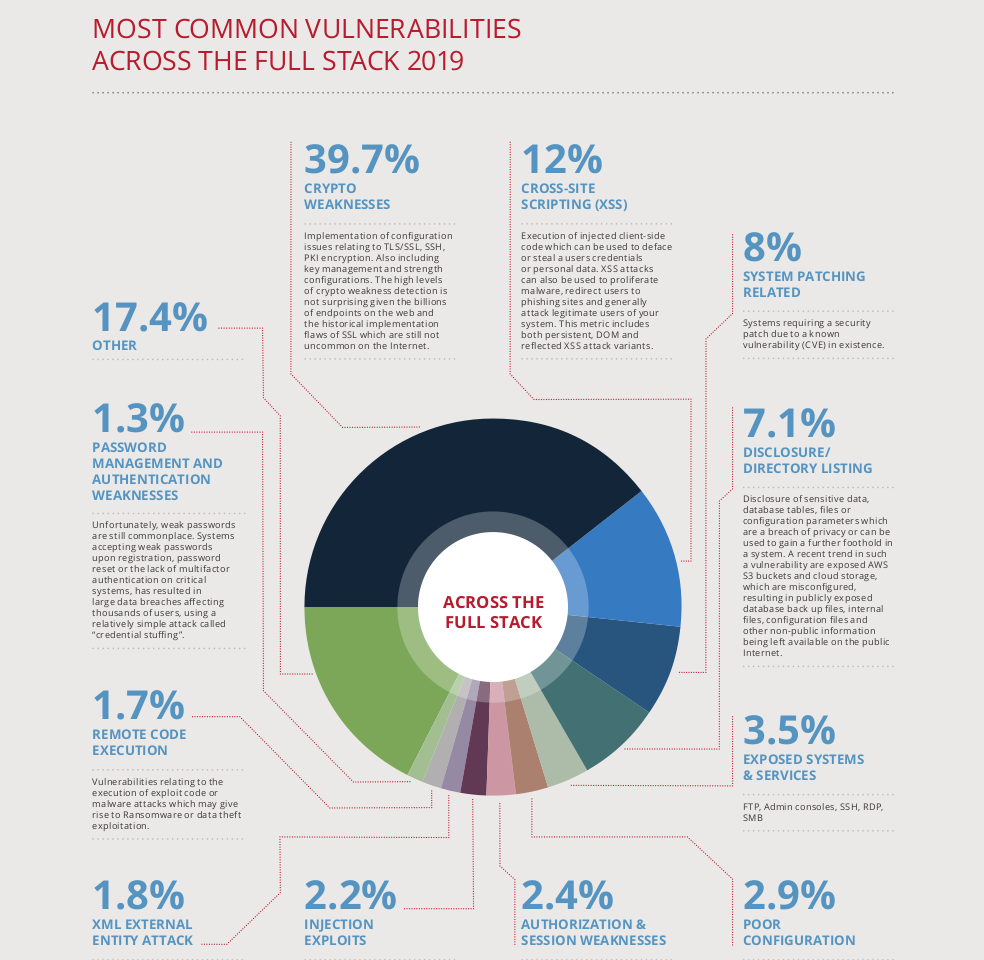 MOST COMMON VULNERABILITIES
ACROSS THE FULL STACK 2019
39.7%
CRYPTO
WEAKNESSES
Implementation of configuration
issues relating to TLS/SSL, SSH,
PKI encryption. Also including
key management and strength
configurations. The high levels
of crypto weakness detection is
not surprising given the billions
of endpoints on the web and
the historical implementation
flaws of SSL which are still not
uncommon on the Internet.
12%
CROSS-SITE
SCRIPTING (XSS)
Execution of injected client-side
code which can be used to deface
or steal a users credentials
or personal data. XSS attacks
can also be used to proliferate
malware, redirect users to
phishing sites and generally
attack legitimate users of your
system. This metric includes
both persistent, DOM and
reflected XSS attack variants.
8%
SYSTEM PATCHING
RELATED
Systems requiring a security
patch due to a known
vulnerability (CVE) in existence.
17.4%
OTHER
1.3%
PASSWORD
MANAGEMENT AND
AUTHENTICATION
WEAKNESSES
Unfortunately, weak passwords
are still commonplace. Systems
accepting weak passwords
upon registration, password
reset or the lack of multifactor
authentication on critical
systems, has resulted in
large data breaches affecting
thousands of users, using a
relatively simple attack called
“credential stuffing”.
7.1%
DISCLOSURE/
DIRECTORY LISTING
Disclosure of sensitive data,
database tables, files or
configuration parameters which
are a breach of privacy or can be
used to gain a further foothold in
a system. A recent trend in such
a vulnerability are exposed AWS
S3 buckets and cloud storage,
which are misconfigured,
resulting in publicly exposed
database back up files, internal
files, configuration files and
other non-public information
being left available on the public
Internet.
ACROSS THE
FULL STACK
1.7%
REMOTE CODE
EXECUTION
Vulnerabilities relating to the
execution of exploit code or
malware attacks which may give
rise to Ransomware or data theft
exploitation.
3.5%
EXPOSED SYSTEMS
& SERVICES
FTP, Admin consoles, SSH, RDP,
SMB
1.8%
XML EXTERNAL
ENTITY ATTACK
2.2%
INJECTION
EXPLOITS
2.4%
AUTHORIZATION &
SESSION WEAKNESSES
2.9%
POOR
CONFIGURATION